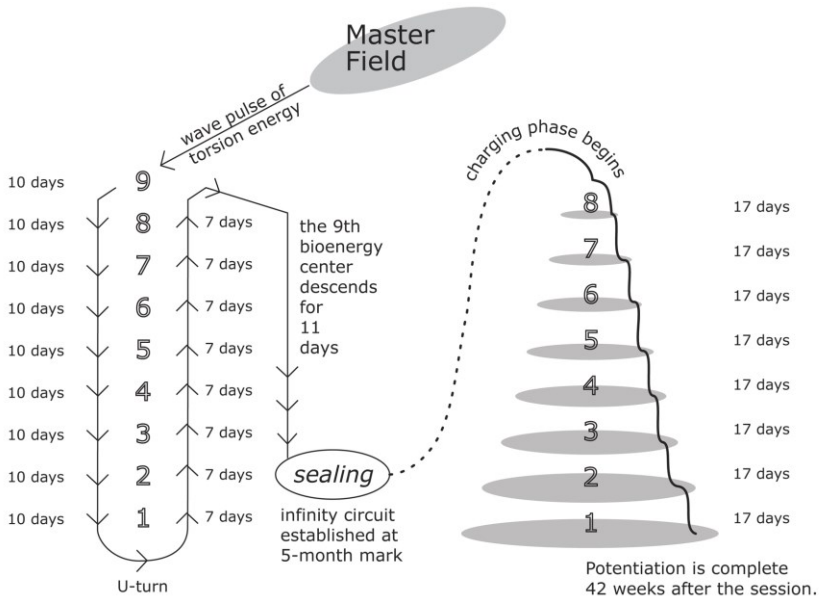 Master
Field
wave pulse of
torsion energy
charging phase begins
10 days 9
10 days 8 7 days
10 days 7 7 days
10 days 6 7 days
10 days 5 7 days
10 days 4 7 days
10 days 3 7 days
10 days 2 7 days
10 days 1 7 days
U-turn
the 9th
bioenergy
center
descends
for
11
days
sealing
infinity circuit
established at
5-month mark
8 17 days
7 17 days
6 17 days
5 17 days
4 17 days
3 17 days
2 17 days
1 17 days
Potentiation is complete
42 weeks after the session.